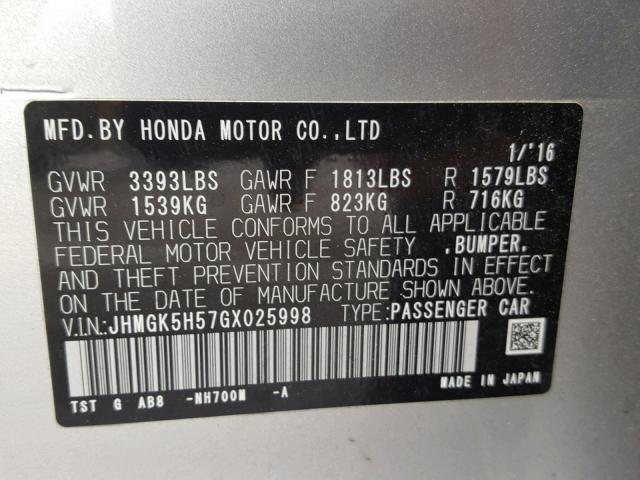 MFD.BY HONDA MOTOR CO.,LTD
1/'16
GVWR 3393LBS GAWR F 1813LBS R 1579LBS
GVWR 1539KG GAWR F 823KG R 716KG
THIS VEHICLE CONFORMS TO ALL APPLICABLE
FEDERAL MOTOR VEHICLE SAFETY ,BUMPER,
AND THEFT PREVENTION STANDARDS IN EFFECT
ON THE DATE OF MANUFACTURE SHOWN ABOVE.
V.I.N:JHMGK5H57GX025998 TYPE:PASSENGER CAR
TST G AB8 -NH700M -A
MADE IN JAPAN